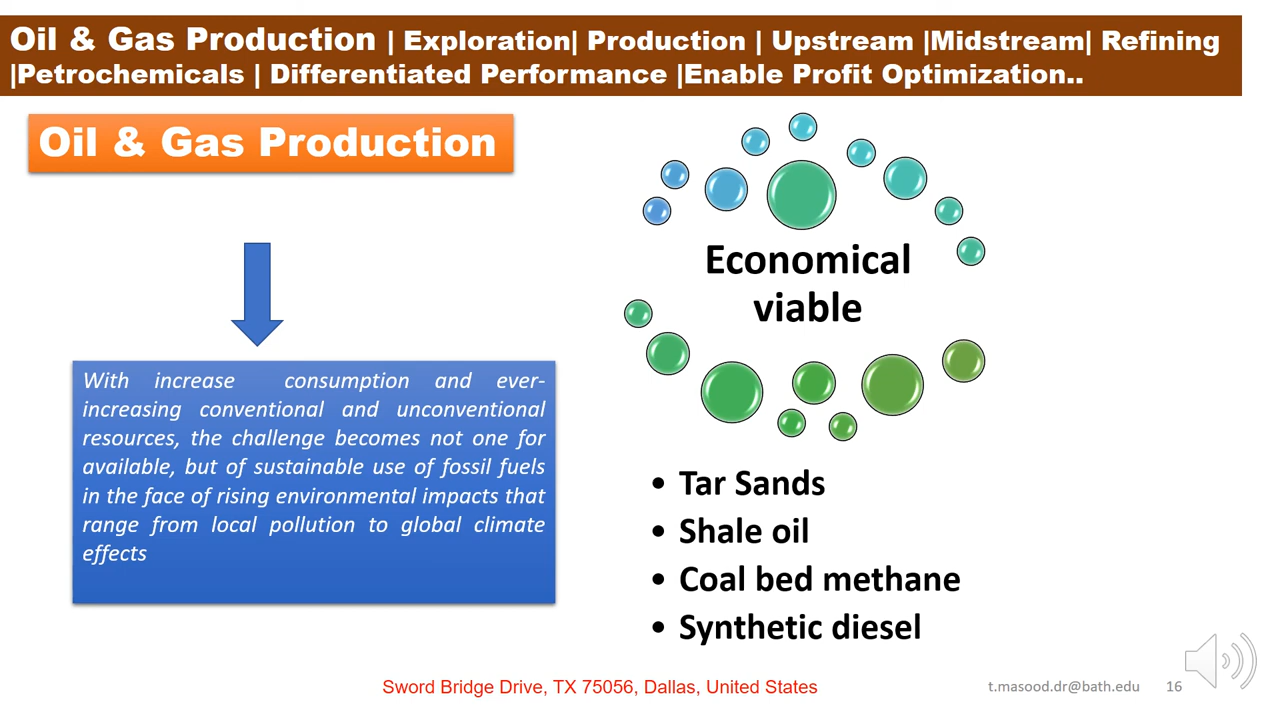 Oil & Gas Production | Exploration| Production | Upstream |Midstream| Refining
|Petrochemicals | Differentiated Performance |Enable Profit Optimization..
Oil & Gas Production
With increase consumption and ever-
increasing conventional and unconventional
resources, the challenge becomes not one for
available, but of sustainable use of fossil fuels
in the face of rising environmental impacts that
range from local pollution to global climate
effects
Economical
viable
• Tar Sands
• Shale oil
• Coal bed methane
• Synthetic diesel
Sword Bridge Drive, TX 75056, Dallas, United States
t.masood.dr@bath.edu
16